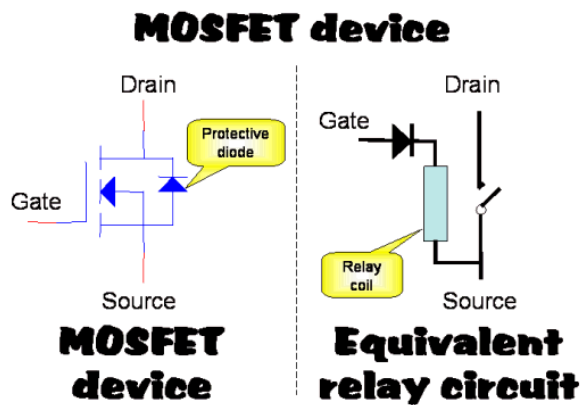 MOSFET device
Drain
Protective
diode
Gate
Source
MOSFET
device
Drain
Gate
Relay
coil
Source
Equivalent
relay circuit